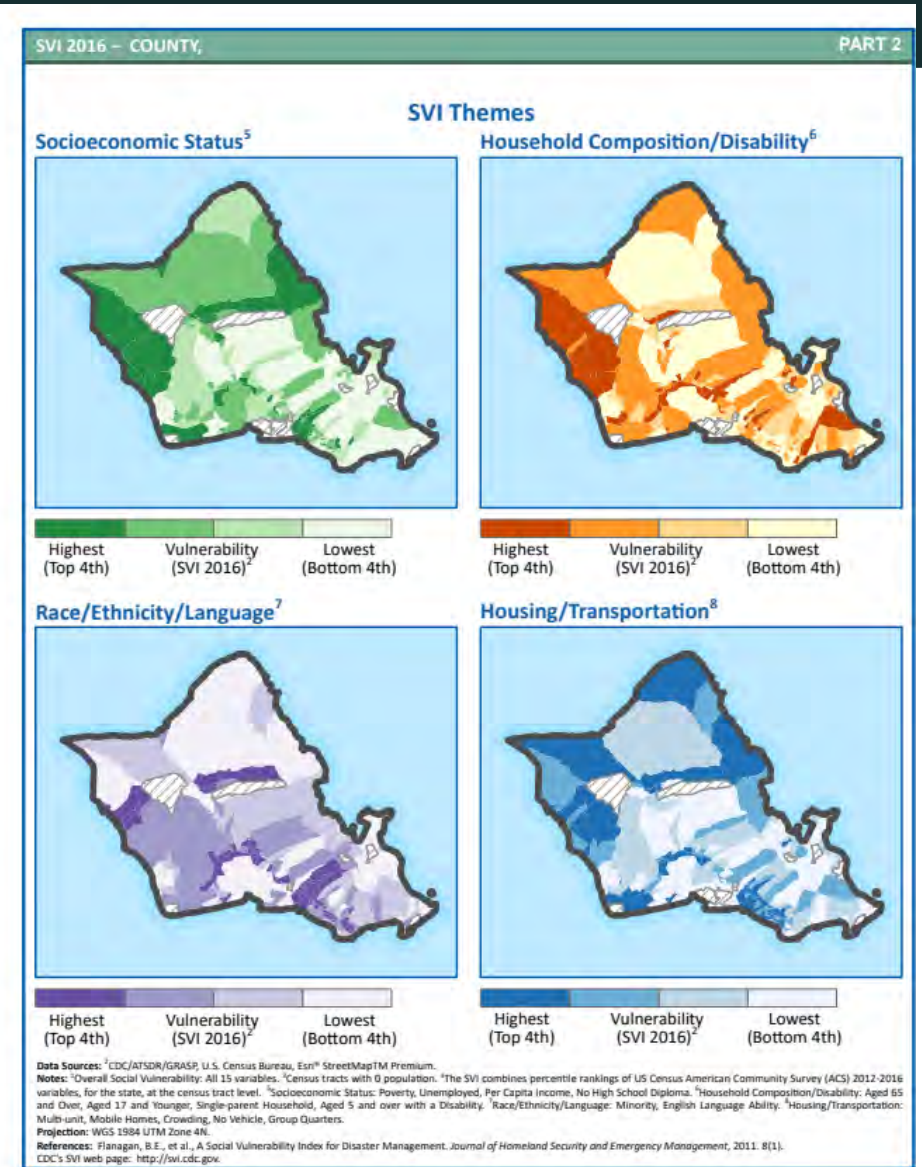 SVI 2016 – COUNTY,
PART 2
SVI Themes
Socioeconomic Status⁵
Household Composition/Disability⁶
Highest (Top 4th)
Vulnerability (SVI 2016)²
Lowest (Bottom 4th)
Highest (Top 4th)
Vulnerability (SVI 2016)²
Lowest (Bottom 4th)
Race/Ethnicity/Language⁷
Housing/Transportation⁸
Highest (Top 4th)
Vulnerability (SVI 2016)²
Lowest (Bottom 4th)
Highest (Top 4th)
Vulnerability (SVI 2016)²
Lowest (Bottom 4th)
Data Sources: ²CDC/ATSDR/GRASP, U.S. Census Bureau, Esri® StreetMapTM Premium.
Notes: ¹Overall Social Vulnerability: All 15 variables. ³Census tracts with 0 population. ⁴The SVI combines percentile rankings of US Census American Community Survey (ACS) 2012-2016
variables, for the state, at the census tract level. ⁵Socioeconomic Status: Poverty, Unemployed, Per Capita Income, No High School Diploma. ⁶Household Composition/Disability: Aged 65
and Over, Aged 17 and Younger, Single-parent Household, Aged 5 and over with a Disability. ⁷Race/Ethnicity/Language: Minority, English Language Ability. ⁸Housing/Transportation:
Multi-unit, Mobile Homes, Crowding, No Vehicle, Group Quarters.
Projection: WGS 1984 UTM Zone 4N.
References: Flanagan, B.E., et al., A Social Vulnerability Index for Disaster Management. Journal of Homeland Security and Emergency Management, 2011. 8(1).
CDC's SVI web page: http://svi.cdc.gov.